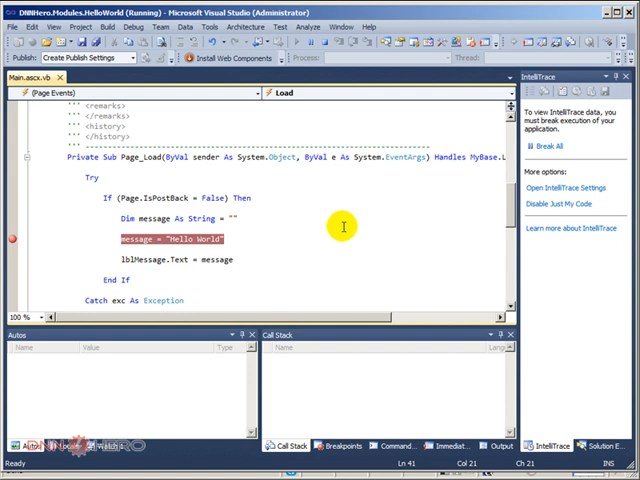 DNNHero.Modules.HelloWorld (Running) - Microsoft Visual Studio (Administrator)
File Edit View Project Build Debug Team Data Tools Architecture Test Analyze Window Help
Publish: Create Publish Settings Install Web Components Process:
Main.ascx.vb
(Page Events) Load
''' <remarks>
''' </remarks>
''' <history>
''' </history>
''' -----------------------------------------------------------------------------
Private Sub Page_Load(ByVal sender As System.Object, ByVal e As System.EventArgs) Handles MyBase.L
Try
If (Page.IsPostBack = False) Then
Dim message As String = ""
message = "Hello World"
lblMessage.Text = message
End If
Catch exc As Exception
100 %
IntelliTrace
To view IntelliTrace data, you
must break execution of your
application.
Break All
More options:
Open IntelliTrace Settings
Disable Just My Code
Learn more about IntelliTrace
Autos
Name Value Type
Call Stack
Name Lang
Autos Locals Watch 1
DNN HERO
Call Stack Breakpoints Command... Immediat... Output
IntelliTrace Solution E...
Ready Ln 41 Col 21 Ch 21